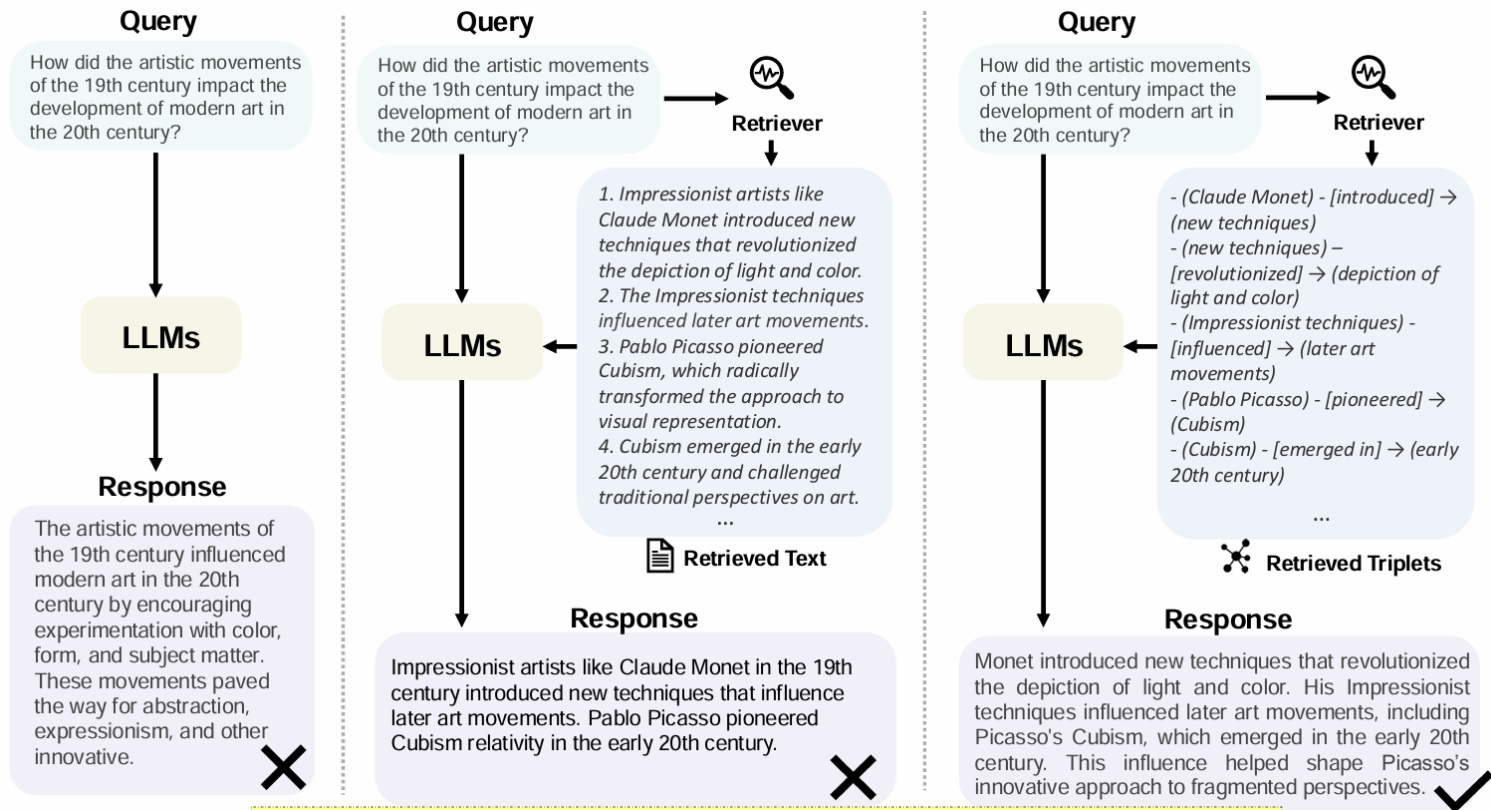 Query
How did the artistic movements
of the 19th century impact the
development of modern art in
the 20th century?
LLMs
Response
The artistic movements of
the 19th century influenced
modern art in the 20th
century by encouraging
experimentation with color,
form, and subject matter.
These movements paved
the way for abstraction,
expressionism, and other
innovative.
Query
How did the artistic movements
of the 19th century impact the
development of modern art in
the 20th century?
Retriever
1. Impressionist artists like
Claude Monet introduced new
techniques that revolutionized
the depiction of light and color.
2. The Impressionist techniques
influenced later art movements.
3. Pablo Picasso pioneered
Cubism, which radically
transformed the approach to
visual representation.
4. Cubism emerged in the early
20th century and challenged
traditional perspectives on art.
...
Retrieved Text
LLMs
Response
Impressionist artists like Claude Monet in the 19th
century introduced new techniques that influence
later art movements. Pablo Picasso pioneered
Cubism relativity in the early 20th century.
Query
How did the artistic movements
of the 19th century impact the
development of modern art in
the 20th century?
Retriever
- (Claude Monet) - [introduced] →
(new techniques)
- (new techniques) –
[revolutionized] → (depiction of
light and color)
- (Impressionist techniques) -
[influenced] → (later art
movements)
- (Pablo Picasso) - [pioneered] →
(Cubism)
- (Cubism) - [emerged in] → (early
20th century)
...
Retrieved Triplets
LLMs
Response
Monet introduced new techniques that revolutionized
the depiction of light and color. His Impressionist
techniques influenced later art movements, including
Picasso's Cubism, which emerged in the early 20th
century. This influence helped shape Picasso's
innovative approach to fragmented perspectives.